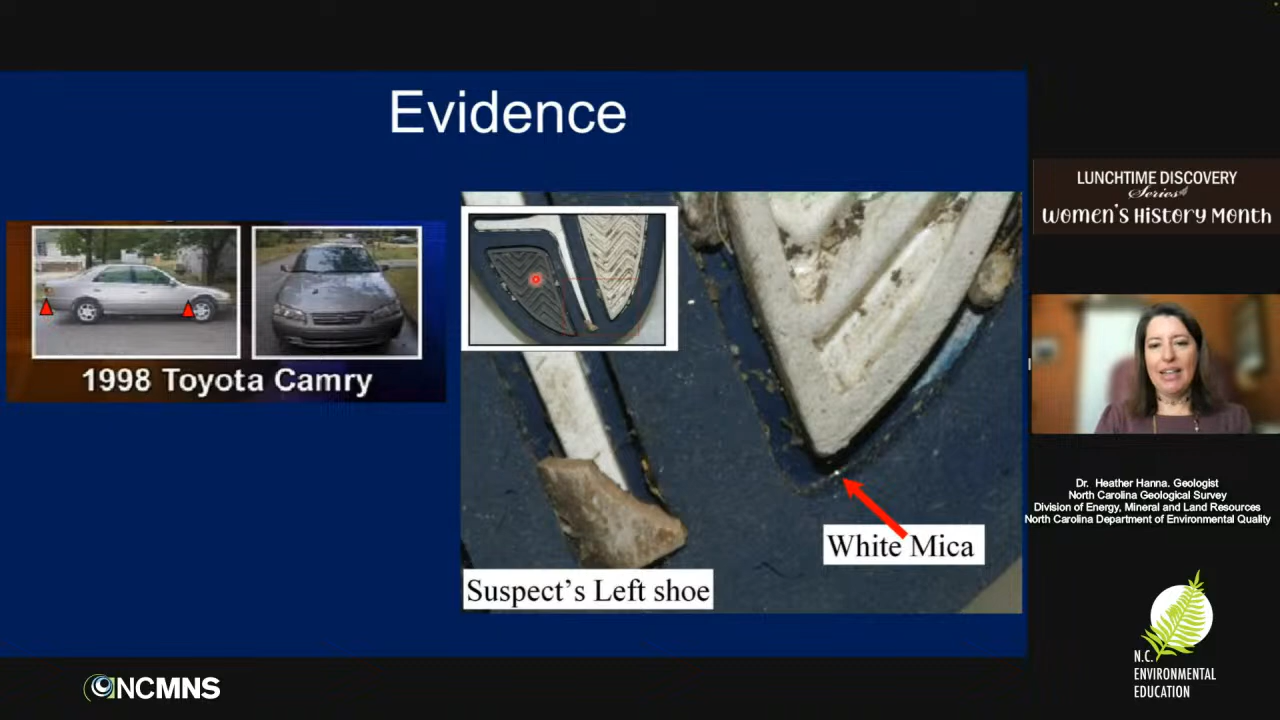 Evidence
1998 Toyota Camry
White Mica
Suspect's Left shoe
LUNCHTIME DISCOVERY
Series
Women's History Month
Dr. Heather Hanna. Geologist
North Carolina Geological Survey
Division of Energy, Mineral and Land Resources
North Carolina Department of Environmental Quality
NCMNS
N.C.
ENVIRONMENTAL
EDUCATION